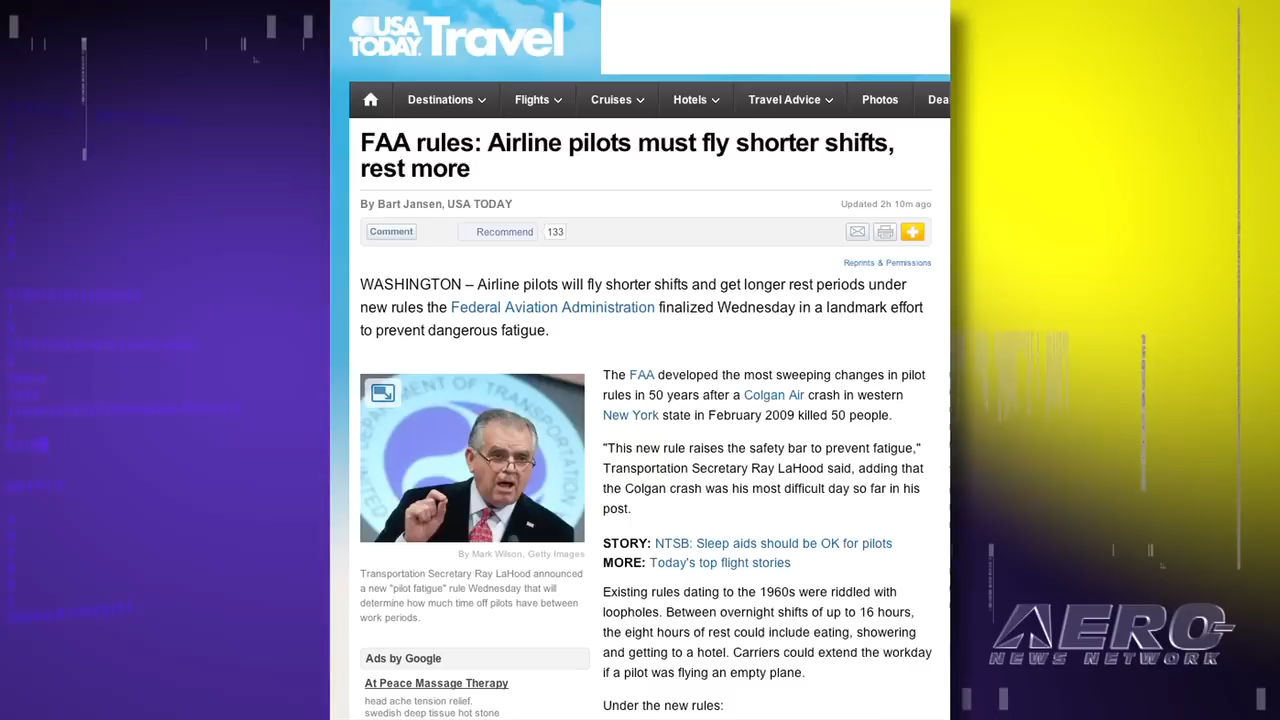 USA
TODAY Travel
Destinations Flights Cruises Hotels Travel Advice Photos Dea
FAA rules: Airline pilots must fly shorter shifts,
rest more
By Bart Jansen, USA TODAY
Updated 2h 10m ago
Comment Recommend 133
Reprints & Permissions
WASHINGTON – Airline pilots will fly shorter shifts and get longer rest periods under
new rules the Federal Aviation Administration finalized Wednesday in a landmark effort
to prevent dangerous fatigue.
The FAA developed the most sweeping changes in pilot
rules in 50 years after a Colgan Air crash in western
New York state in February 2009 killed 50 people.
"This new rule raises the safety bar to prevent fatigue,"
Transportation Secretary Ray LaHood said, adding that
the Colgan crash was his most difficult day so far in his
post.
STORY: NTSB: Sleep aids should be OK for pilots
MORE: Today's top flight stories
Existing rules dating to the 1960s were riddled with
loopholes. Between overnight shifts of up to 16 hours,
the eight hours of rest could include eating, showering
and getting to a hotel. Carriers could extend the workday
if a pilot was flying an empty plane.
Under the new rules:
MENT OF TRANSPORTATION
By Mark Wilson, Getty Images
Transportation Secretary Ray LaHood announced
a new "pilot fatigue" rule Wednesday that will
determine how much time off pilots have between
work periods.
Ads by Google
At Peace Massage Therapy
head ache tension relief.
swedish deep tissue hot stone
AERO
NEWS NETWORK